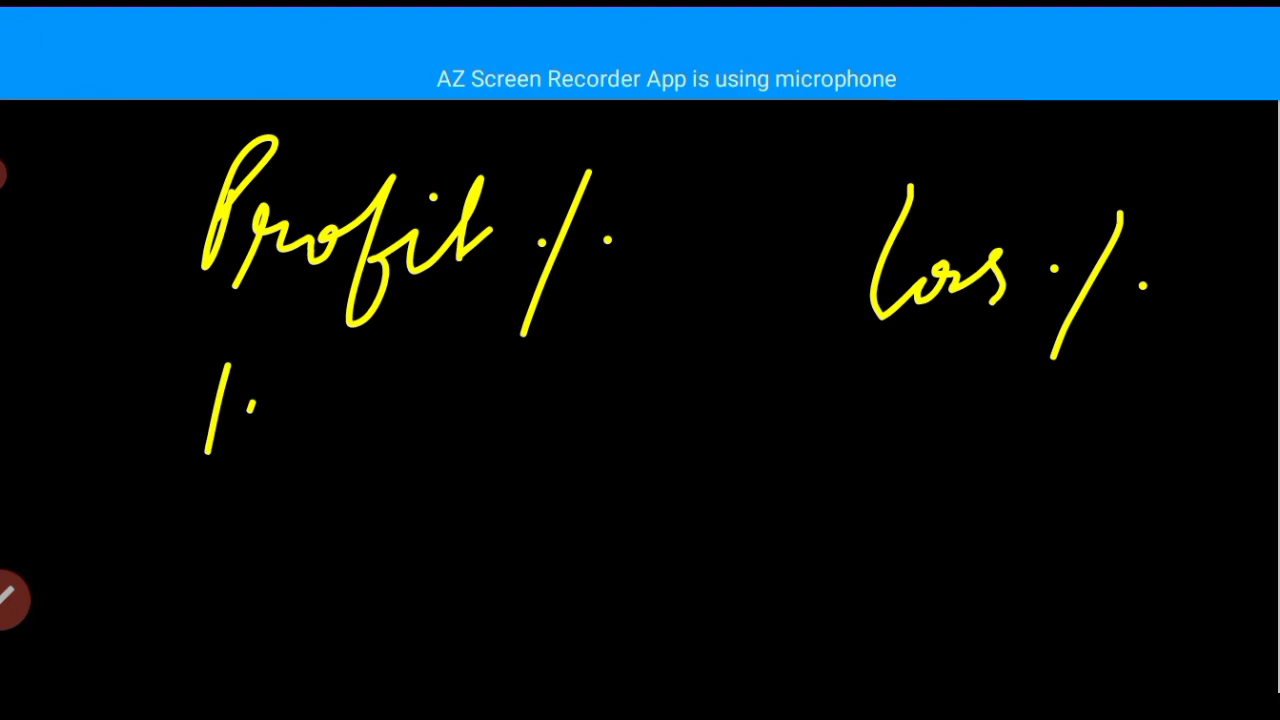 AZ Screen Recorder App is using microphone
Profit % Loss %